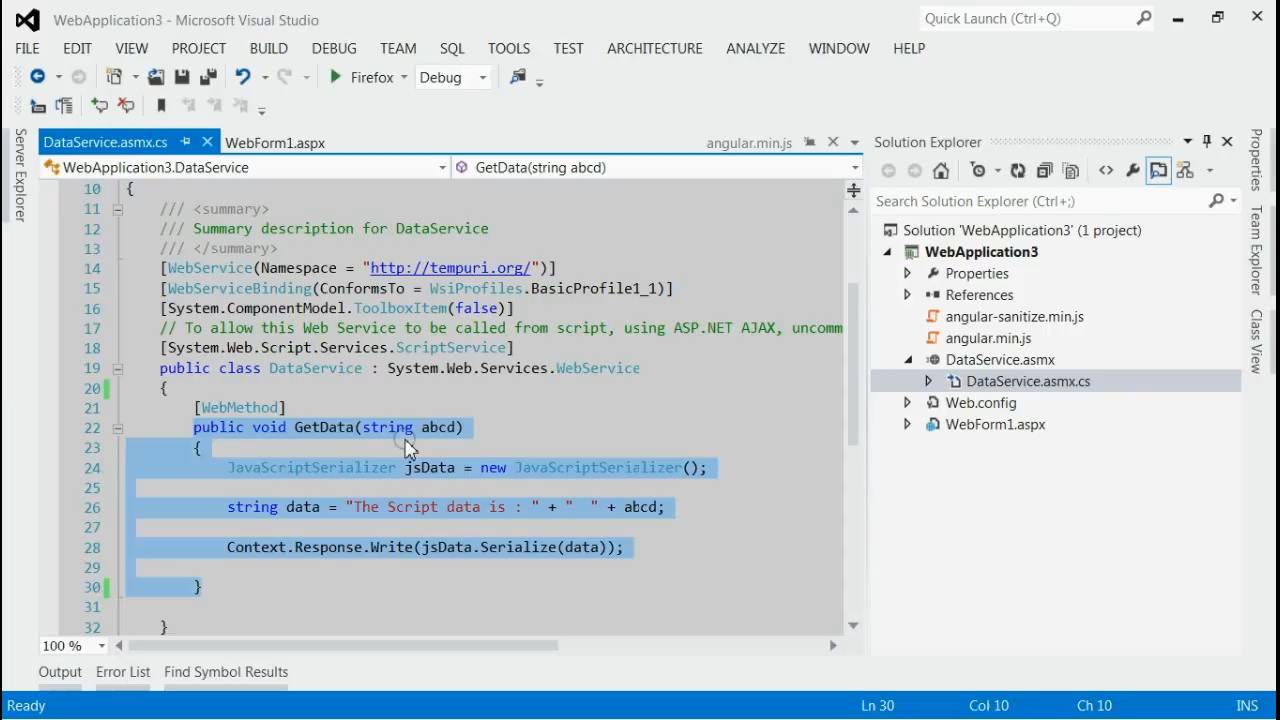 WebApplication3 - Microsoft Visual Studio
Quick Launch (Ctrl+Q)
FILE EDIT VIEW PROJECT BUILD DEBUG TEAM SQL TOOLS TEST ARCHITECTURE ANALYZE WINDOW HELP
Firefox Debug
Server Explorer
DataService.asmx.cs WebForm1.aspx angular.min.js
WebApplication3.DataService GetData(string abcd)
10 {
11 /// <summary>
12 /// Summary description for DataService
13 /// </summary>
14 [WebService(Namespace = "http://tempuri.org/")]
15 [WebServiceBinding(ConformsTo = WsiProfiles.BasicProfile1_1)]
16 [System.ComponentModel.ToolboxItem(false)]
17 // To allow this Web Service to be called from script, using ASP.NET AJAX, uncomm
18 [System.Web.Script.Services.ScriptService]
19 public class DataService : System.Web.Services.WebService
20 {
21 [WebMethod]
22 public void GetData(string abcd)
23 {
24 JavaScriptSerializer jsData = new JavaScriptSerializer();
25
26 string data = "The Script data is : " + "  " + abcd;
27
28 Context.Response.Write(jsData.Serialize(data));
29
30 }
31
32 }
100 %
Solution Explorer
Search Solution Explorer (Ctrl+;)
Solution 'WebApplication3' (1 project)
WebApplication3
Properties
References
angular-sanitize.min.js
angular.min.js
DataService.asmx
DataService.asmx.cs
Web.config
WebForm1.aspx
Properties
Team Explorer
Class View
Output Error List Find Symbol Results
Ready Ln 30 Col 10 Ch 10 INS